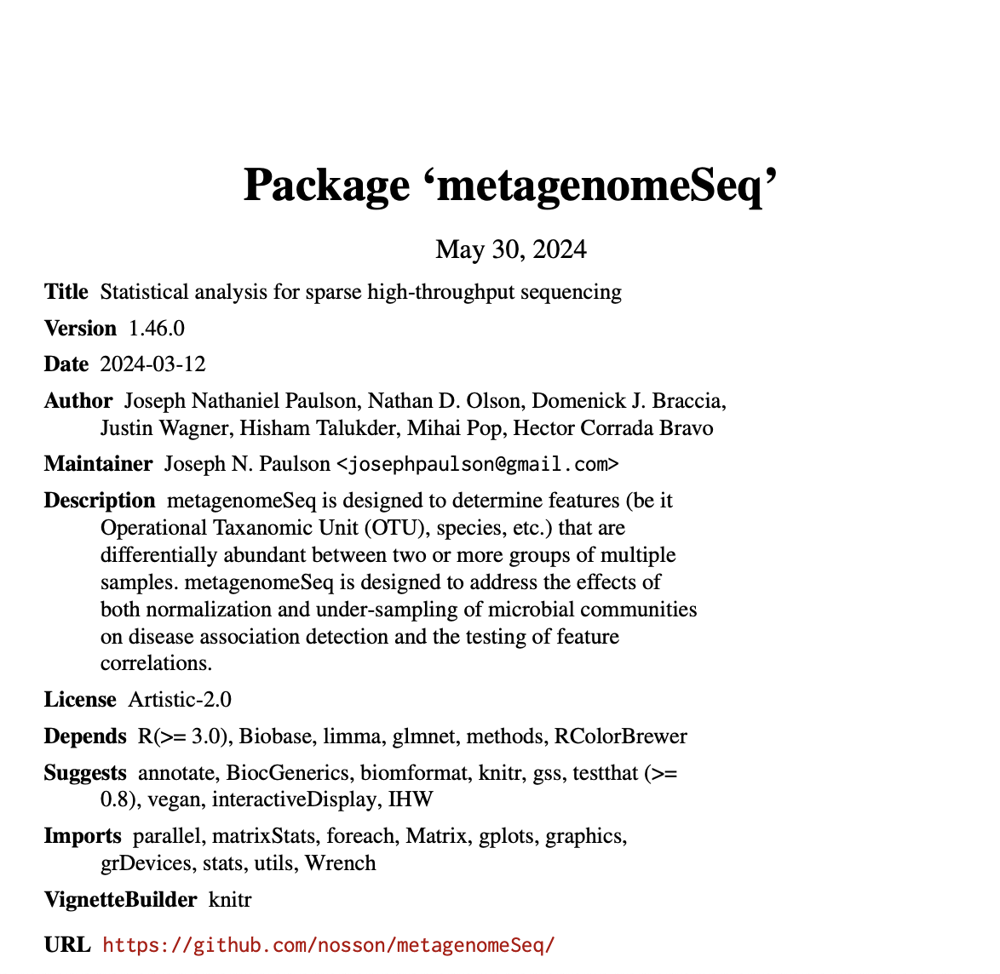 Package ‘metagenomeSeq’
May 30, 2024
Title Statistical analysis for sparse high-throughput sequencing
Version 1.46.0
Date 2024-03-12
Author Joseph Nathaniel Paulson, Nathan D. Olson, Domenick J. Braccia,
Justin Wagner, Hisham Talukder, Mihai Pop, Hector Corrada Bravo
Maintainer Joseph N. Paulson <josephpaulson@gmail.com>
Description metagenomeSeq is designed to determine features (be it
Operational Taxanomic Unit (OTU), species, etc.) that are
differentially abundant between two or more groups of multiple
samples. metagenomeSeq is designed to address the effects of
both normalization and under-sampling of microbial communities
on disease association detection and the testing of feature
correlations.
License Artistic-2.0
Depends R(>= 3.0), Biobase, limma, glmnet, methods, RColorBrewer
Suggests annotate, BiocGenerics, biomformat, knitr, gss, testthat (>=
0.8), vegan, interactiveDisplay, IHW
Imports parallel, matrixStats, foreach, Matrix, gplots, graphics,
grDevices, stats, utils, Wrench
VignetteBuilder knitr
URL https://github.com/nosson/metagenomeSeq/